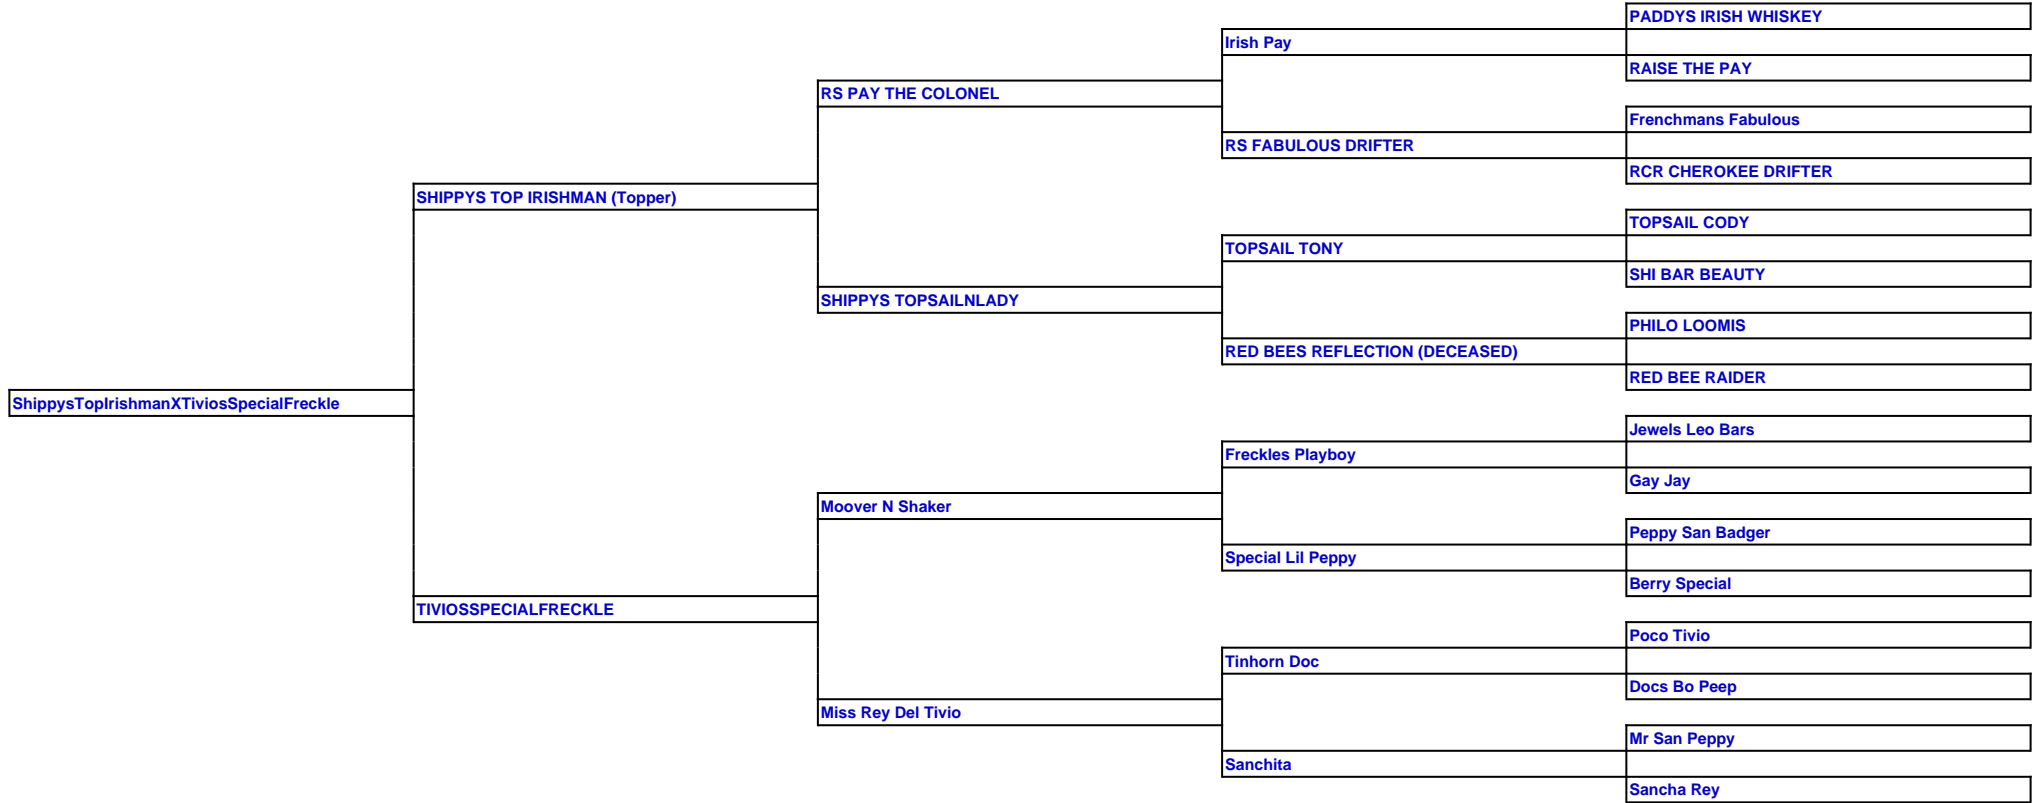 PADDYS IRISH WHISKEY
Irish Pay
RAISE THE PAY
RS PAY THE COLONEL
Frenchmans Fabulous
RS FABULOUS DRIFTER
RCR CHEROKEE DRIFTER
SHIPPYS TOP IRISHMAN (Topper)
TOPSAIL CODY
TOPSAIL TONY
SHI BAR BEAUTY
SHIPPYS TOPSAILNLADY
PHILO LOOMIS
RED BEES REFLECTION (DECEASED)
RED BEE RAIDER
ShippysTopIrishmanXTiviosSpecialFreckle
Jewels Leo Bars
Freckles Playboy
Gay Jay
Moover N Shaker
Peppy San Badger
Special Lil Peppy
Berry Special
TIVIOSSPECIALFRECKLE
Poco Tivio
Tinhorn Doc
Docs Bo Peep
Miss Rey Del Tivio
Mr San Peppy
Sanchita
Sancha Rey